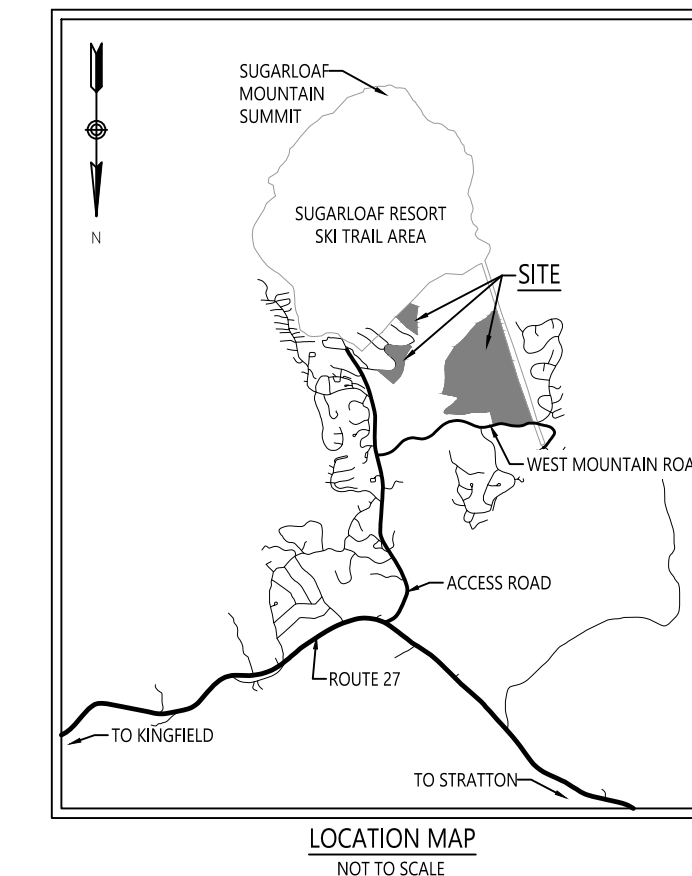 SUGARLOAF
MOUNTAIN
SUMMIT
N
SUGARLOAF RESORT
SKI TRAIL AREA
SITE
WEST MOUNTAIN ROA
ACCESS ROAD
ROUTE 27
TO KINGFIELD
TO STRATTON
LOCATION MAP
NOT TO SCALE